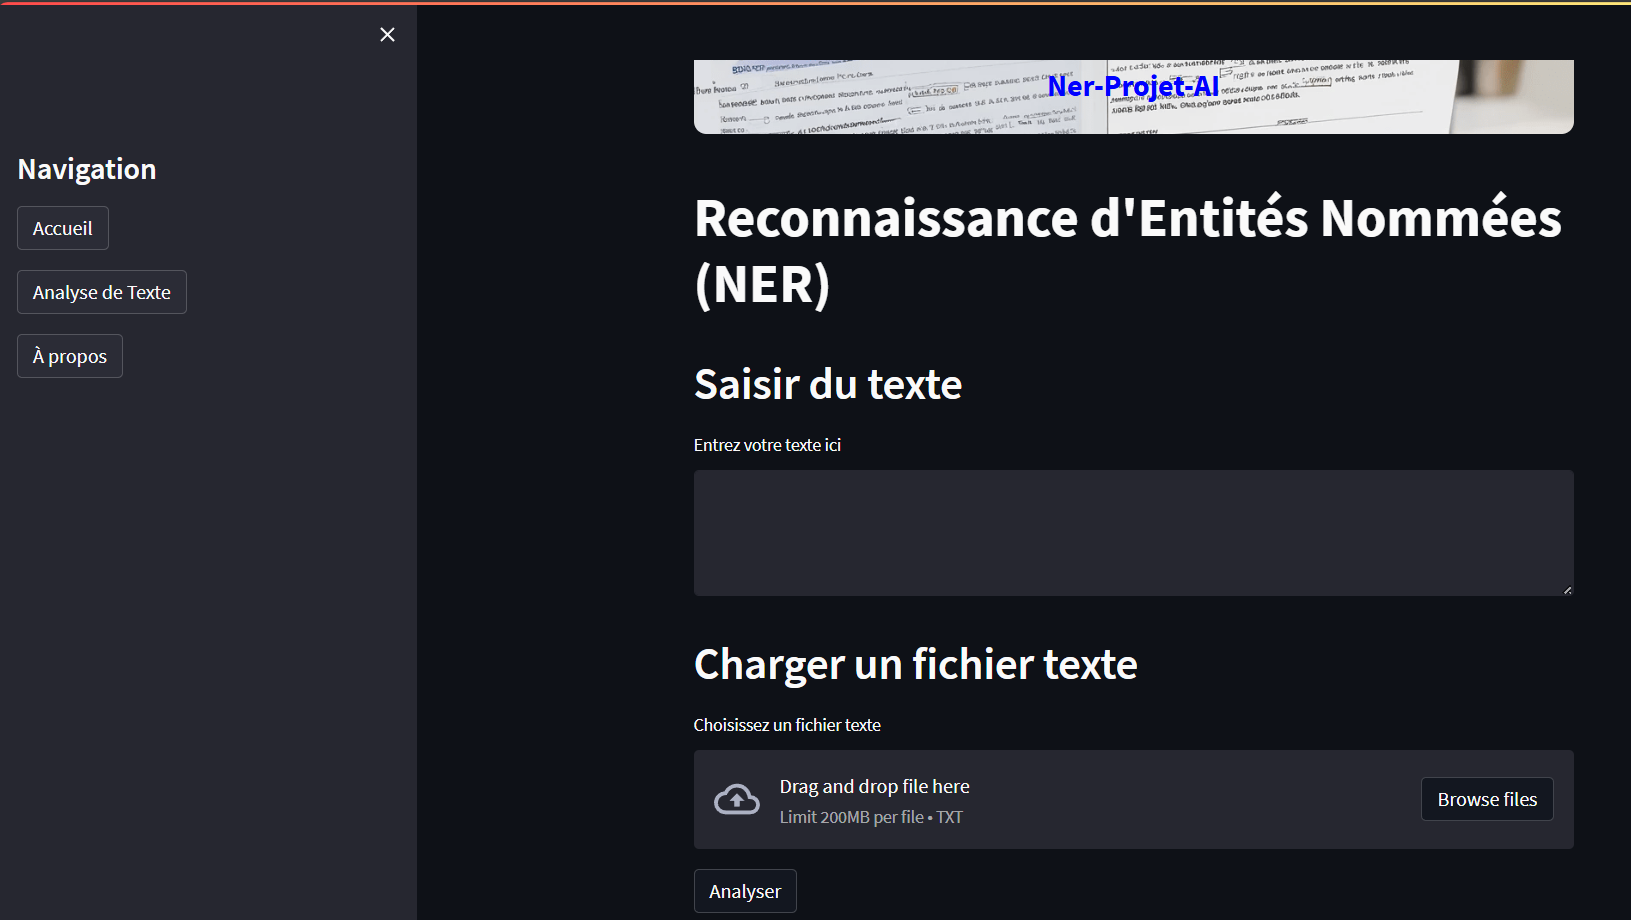 Ner-Projet-AI
Navigation
Accueil
Analyse de Texte
À propos
Reconnaissance d'Entités Nommées
(NER)
Saisir du texte
Entrez votre texte ici
Charger un fichier texte
Choisissez un fichier texte
Drag and drop file here
Limit 200MB per file • TXT
Browse files
Analyser